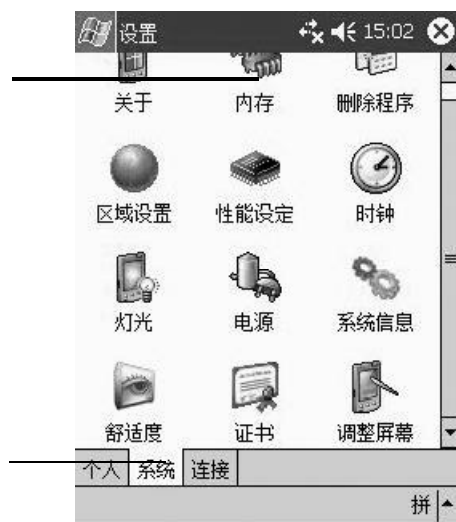 设置 15:02
关于 内存 删除程序
区域设置 性能设定 时钟
灯光 电源 系统信息
舒适度 证书 调整屏幕
个人 系统 连接
拼